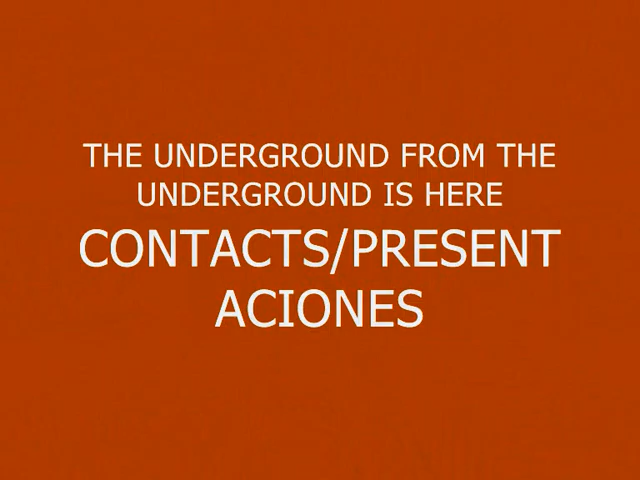 THE UNDERGROUND FROM THE
UNDERGROUND IS HERE
CONTACTS/PRESENT
ACIONES